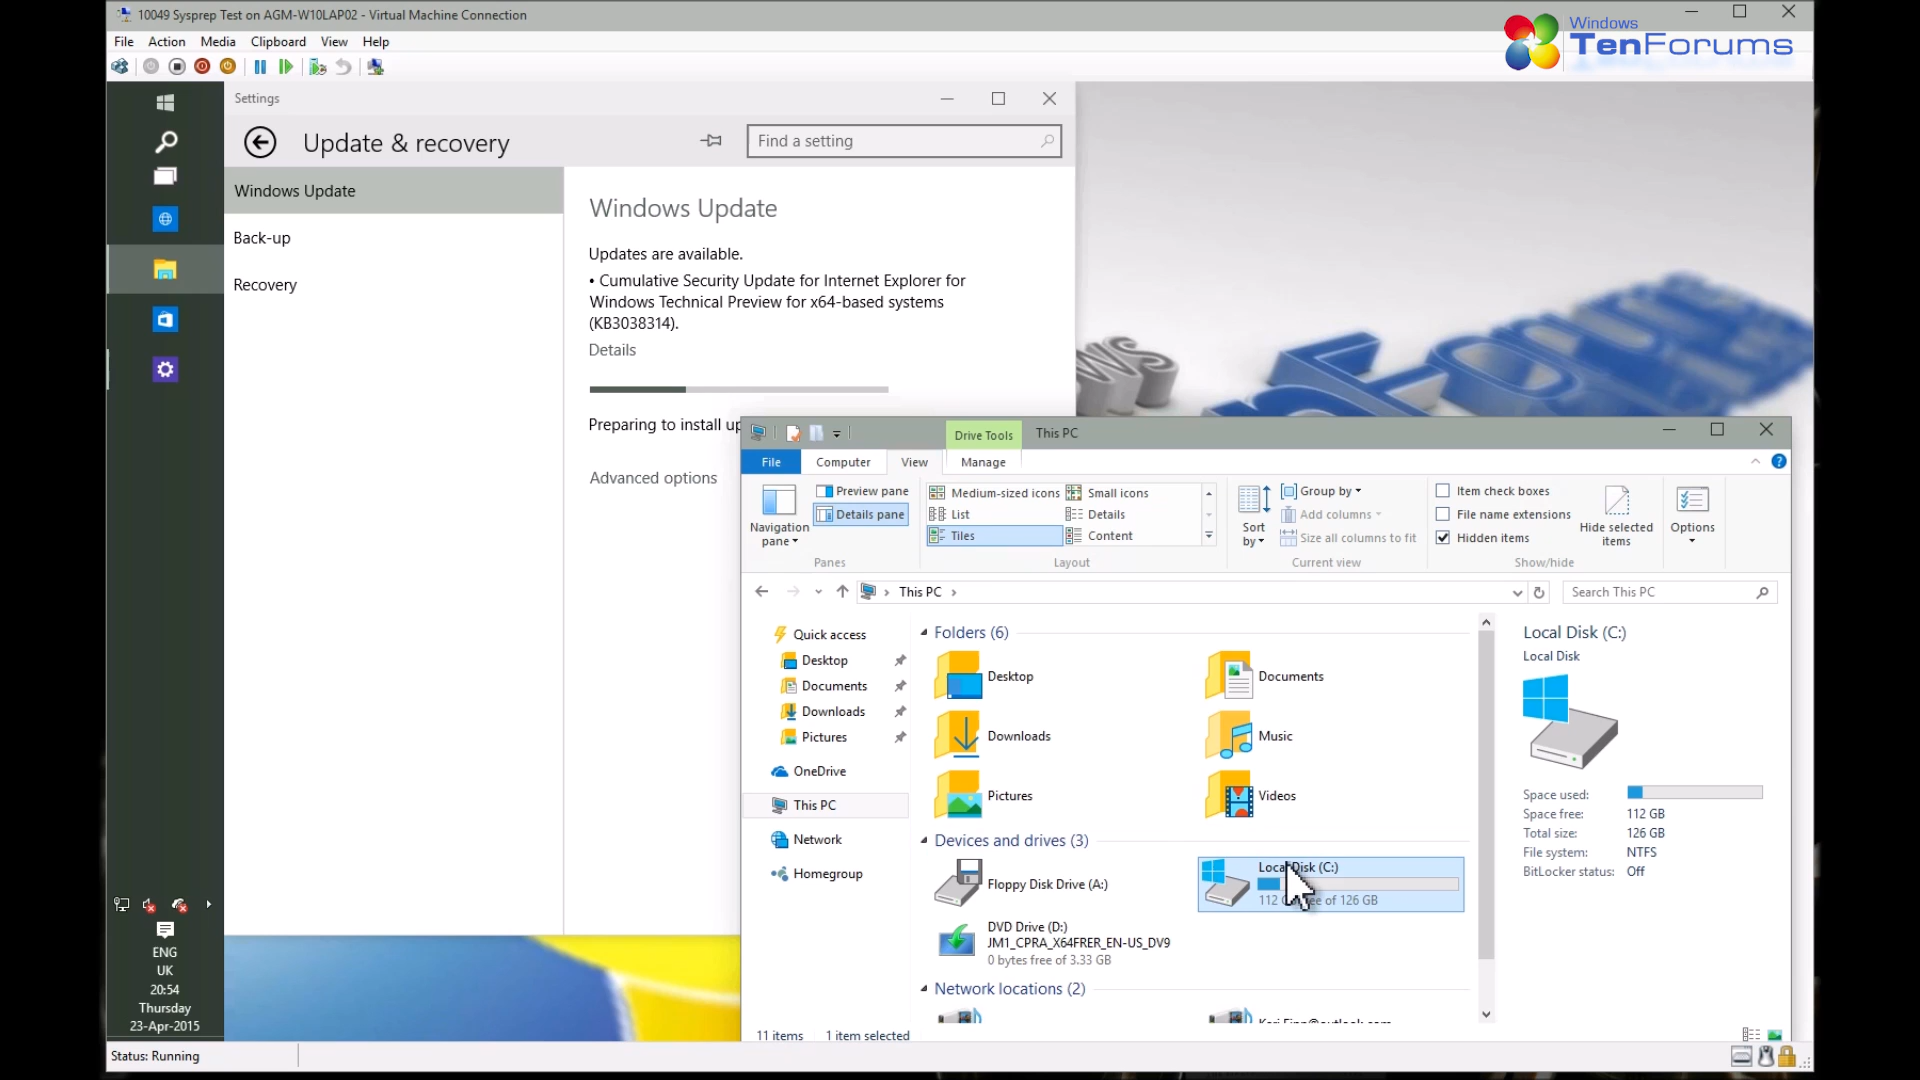 10049 Sysprep Test on AGM-W10LAP02 - Virtual Machine Connection
Windows
TenForums
File Action Media Clipboard View Help
Settings
Update & recovery
Find a setting
Windows Update
Back-up
Recovery
Windows Update
Updates are available.
• Cumulative Security Update for Internet Explorer for
Windows Technical Preview for x64-based systems
(KB3038314).
Details
Preparing to install up
Advanced options
Drive Tools This PC
File Computer View Manage
Navigation
pane
Preview pane
Details pane
Panes
Medium-sized icons Small icons
List Details
Tiles Content
Layout
Sort
by
Group by
Add columns
Size all columns to fit
Current view
Item check boxes
File name extensions
Hidden items
Hide selected
items
Show/hide
Options
This PC
Search This PC
Quick access
Desktop
Documents
Downloads
Pictures
OneDrive
This PC
Network
Homegroup
Folders (6)
Desktop Documents
Downloads Music
Pictures Videos
Devices and drives (3)
Floppy Disk Drive (A:)
Local Disk (C:)
112 free of 126 GB
DVD Drive (D:)
JM1_CPRA_X64FRER_EN-US_DV9
0 bytes free of 3.33 GB
Network locations (2)
11 items 1 item selected
Local Disk (C:)
Local Disk
Space used:
Space free: 112 GB
Total size: 126 GB
File system: NTFS
BitLocker status: Off
ENG
UK
20:54
Thursday
23-Apr-2015
Status: Running